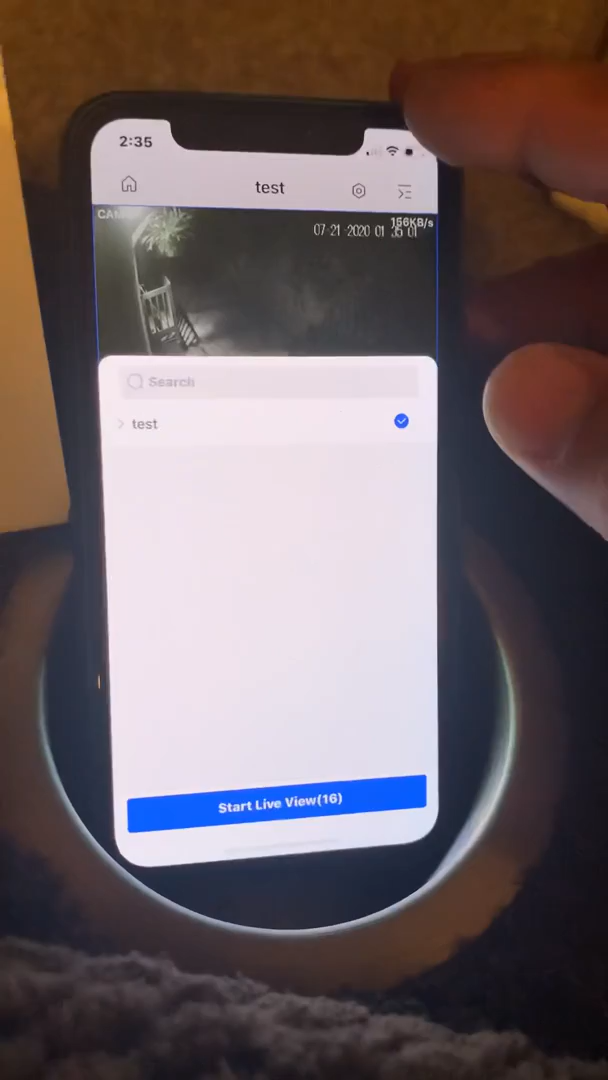 2:35
test
156KB/s
07-21-2020 01 35 01
Search
test
Start Live View(16)